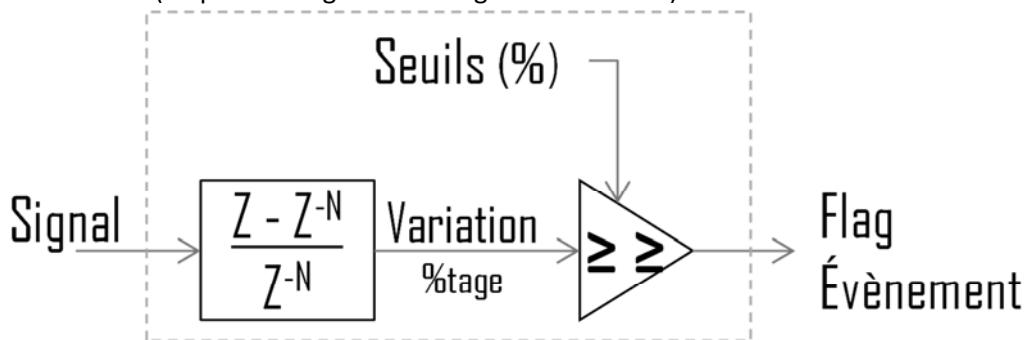 Seuils (%)
Signal
Z - Z^-N
Z^-N
Variation
%tage
≥ ≥
Flag
Évènement